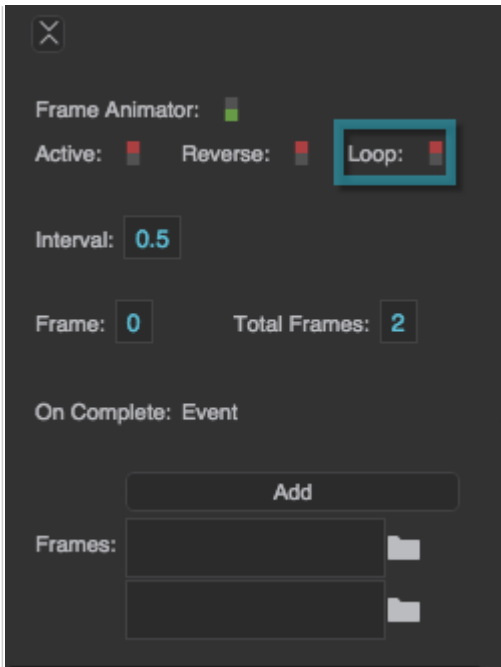 Frame Animator:
Active: Reverse: Loop:
Interval: 0.5
Frame: 0 Total Frames: 2
On Complete: Event
Add
Frames: